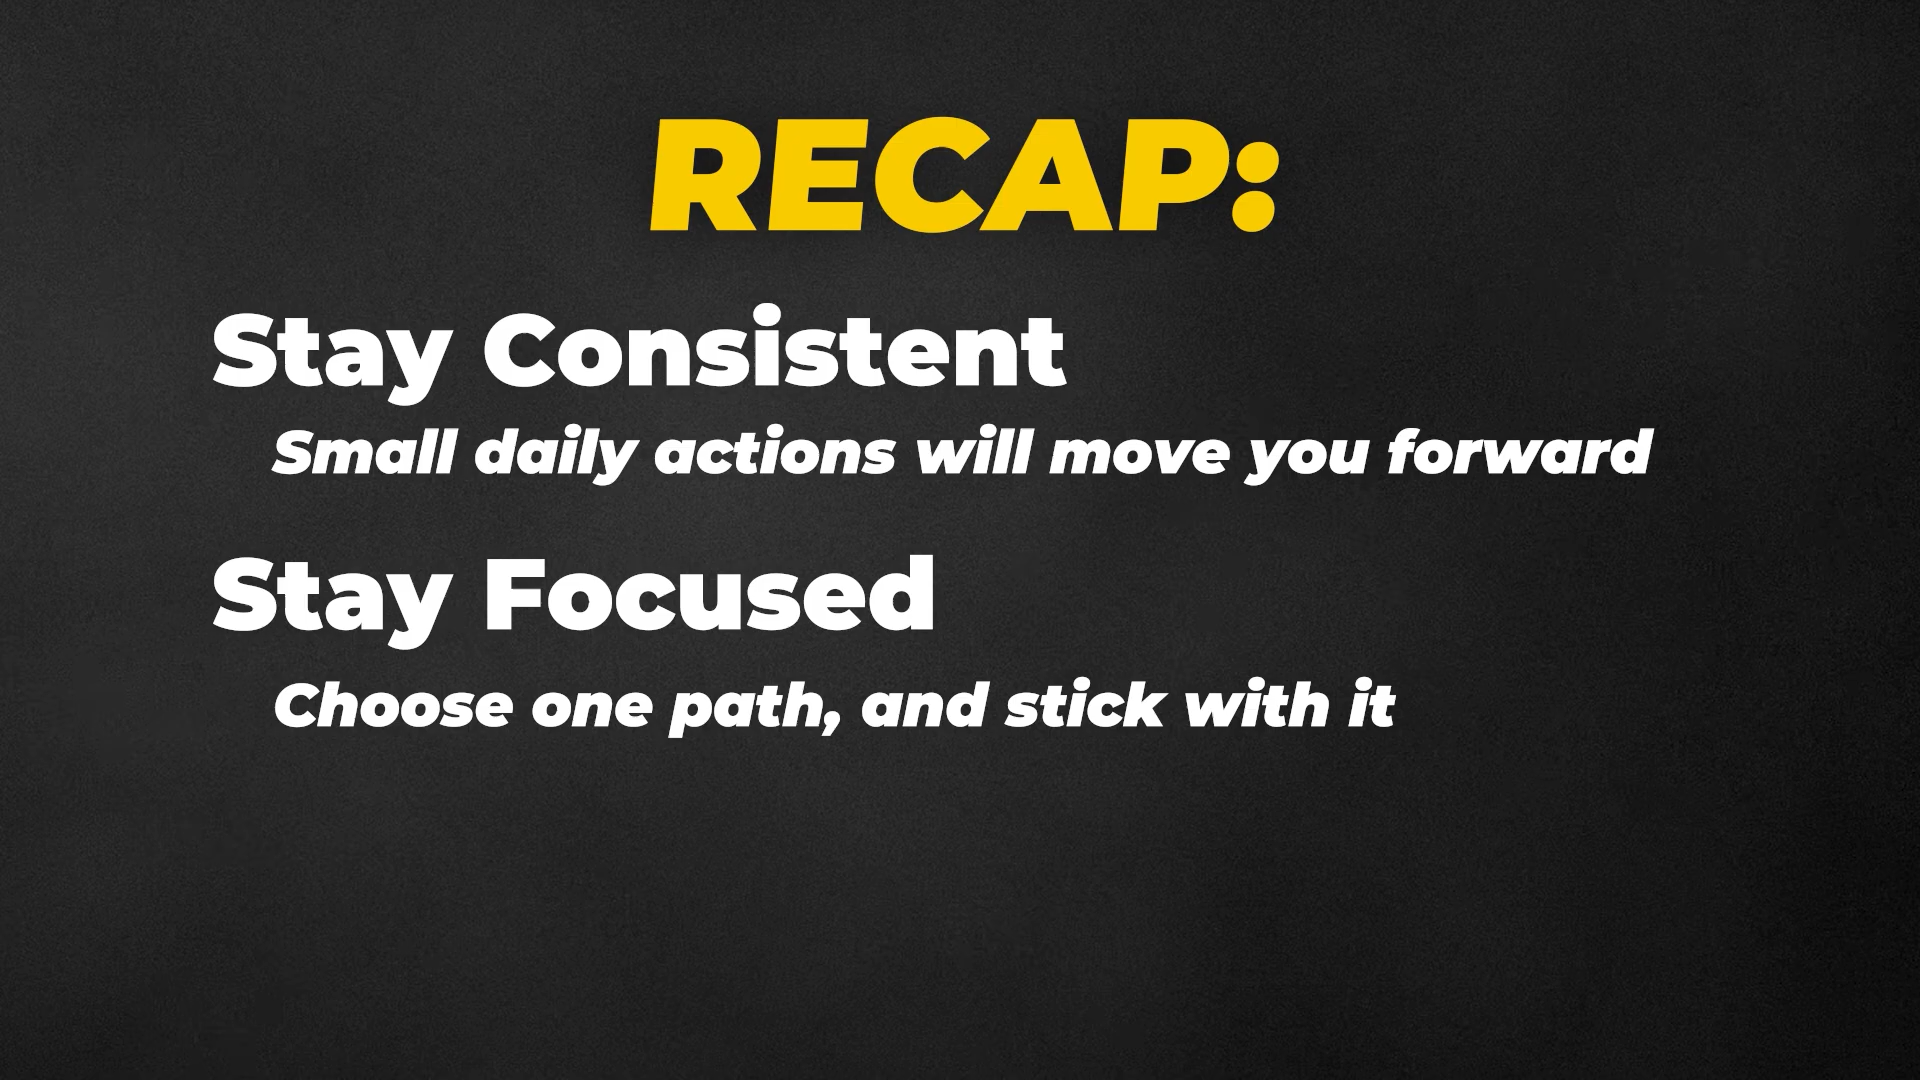 RECAP:
Stay Consistent
Small daily actions will move you forward
Stay Focused
Choose one path, and stick with it